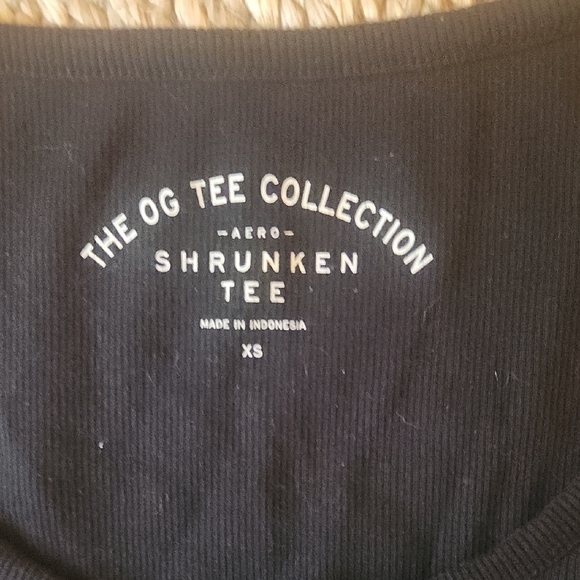 THE OG TEE COLLECTION
-AERO-
SHRUNKEN
TEE
MADE IN INDONESIA
XS